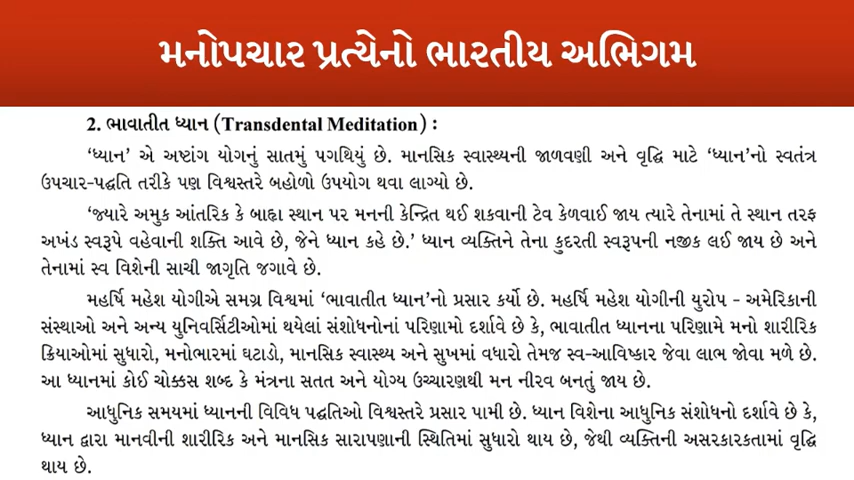 મનોપચાર પ્રત્યેનો ભારતીય અભિગમ
2. ભાવાતીત ધ્યાન (Transdental Meditation) :
‘ધ્યાન’ એ અષ્ટાંગ યોગનું સાતમું પગથિયું છે. માનસિક સ્વાસ્થ્યની જાળવણી અને વૃદ્ધિ માટે ‘ધ્યાન’નો સ્વતંત્ર
ઉપચાર-પદ્ધતિ તરીકે પણ વિશ્વસ્તરે બહોળો ઉપયોગ થવા લાગ્યો છે.
‘જ્યારે અમુક આંતરિક કે બાહ્ય સ્થાન પર મનની કેન્દ્રિત થઈ શકવાની ટેવ કેળવાઈ જાય ત્યારે તેનામાં તે સ્થાન તરફ
અખંડ સ્વરૂપે વહેવાની શક્તિ આવે છે, જેને ધ્યાન કહે છે.’ ધ્યાન વ્યક્તિને તેના કુદરતી સ્વરૂપની નજીક લઈ જાય છે અને
તેનામાં સ્વ વિશેની સાચી જાગૃતિ જગાવે છે.
મહર્ષિ મહેશ યોગીએ સમગ્ર વિશ્વમાં ‘ભાવાતીત ધ્યાન’નો પ્રસાર કર્યો છે. મહર્ષિ મહેશ યોગીની યુરોપ - અમેરિકાની
સંસ્થાઓ અને અન્ય યુનિવર્સિટીઓમાં થયેલાં સંશોધનોનાં પરિણામો દર્શાવે છે કે, ભાવાતીત ધ્યાનના પરિણામે મનો શારીરિક
ક્રિયાઓમાં સુધારો, મનોભારમાં ઘટાડો, માનસિક સ્વાસ્થ્ય અને સુખમાં વધારો તેમજ સ્વ-આવિષ્કાર જેવા લાભ જોવા મળે છે.
આ ધ્યાનમાં કોઈ ચોક્કસ શબ્દ કે મંત્રના સતત અને યોગ્ય ઉચ્ચારણથી મન નીરવ બનતું જાય છે.
આધુનિક સમયમાં ધ્યાનની વિવિધ પદ્ધતિઓ વિશ્વસ્તરે પ્રસાર પામી છે. ધ્યાન વિશેના આધુનિક સંશોધનો દર્શાવે છે કે,
ધ્યાન દ્વારા માનવીની શારીરિક અને માનસિક સારાપણાની સ્થિતિમાં સુધારો થાય છે, જેથી વ્યક્તિની અસરકારકતામાં વૃદ્ધિ
થાય છે.